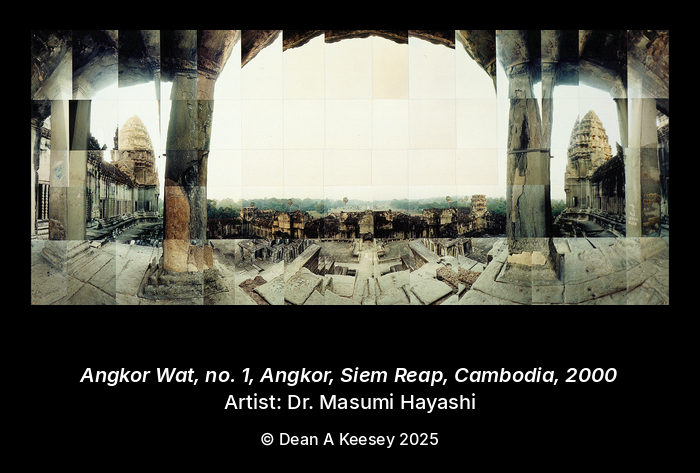 Angkor Wat, no. 1, Angkor, Siem Reap, Cambodia, 2000
Artist: Dr. Masumi Hayashi
© Dean A Keesey 2025